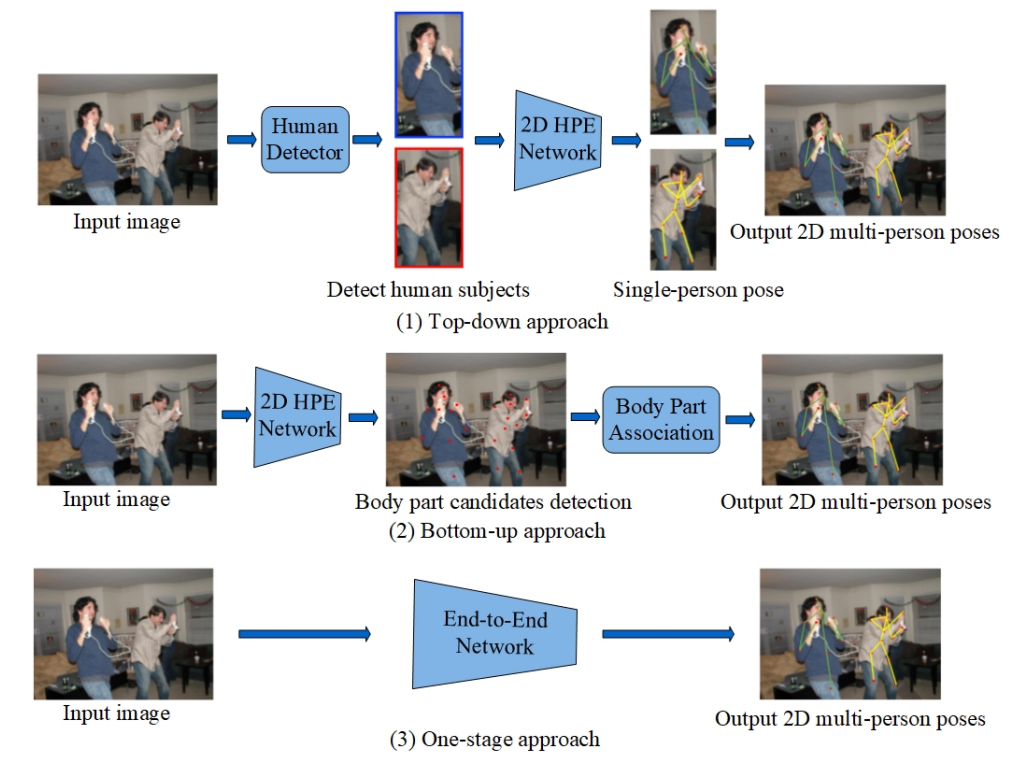 Human
Detector
2D HPE
Network
Input image
Output 2D multi-person poses
Detect human subjects
Single-person pose
(1) Top-down approach
2D HPE
Network
Body Part
Association
Input image
Body part candidates detection
Output 2D multi-person poses
(2) Bottom-up approach
End-to-End
Network
Input image
Output 2D multi-person poses
(3) One-stage approach